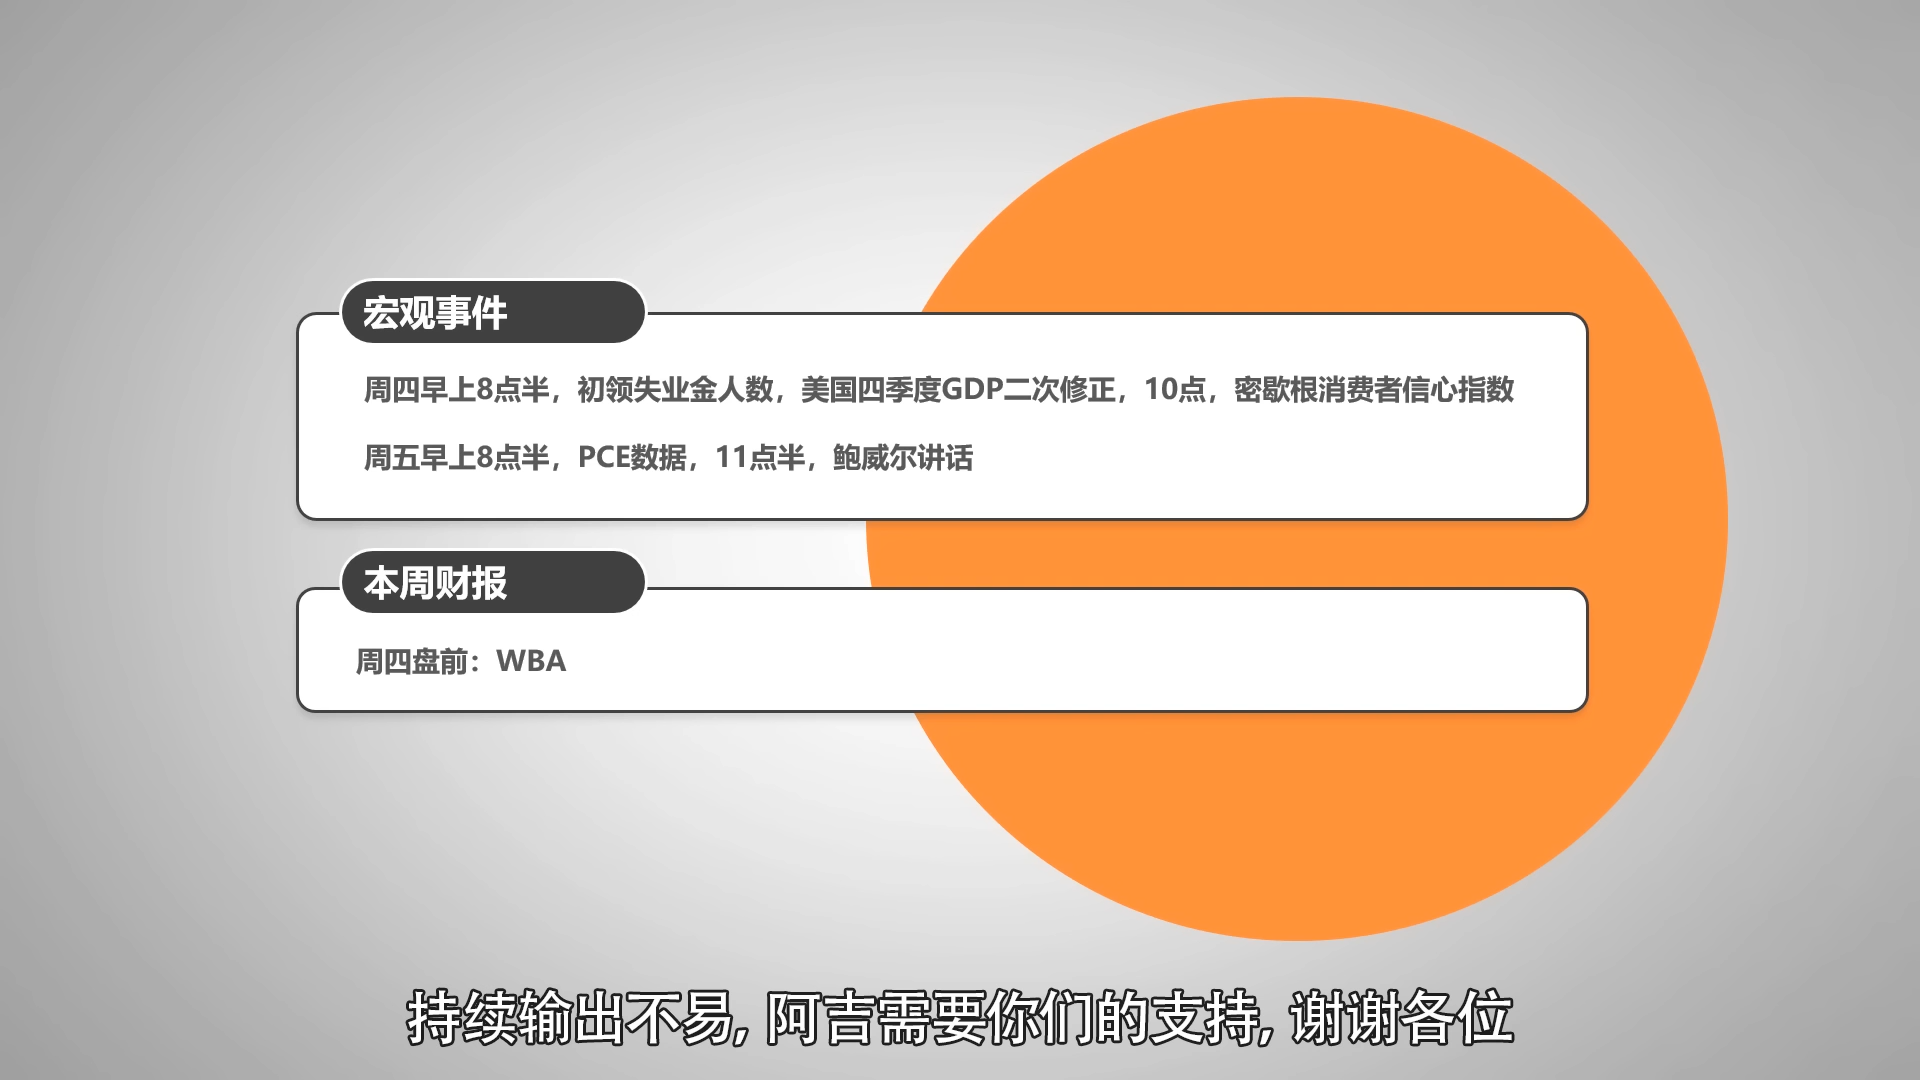 宏观事件
周四早上8点半，初领失业金人数，美国四季度GDP二次修正，10点，密歇根消费者信心指数
周五早上8点半，PCE数据，11点半，鲍威尔讲话
本周财报
周四盘前：WBA
持续输出不易, 阿吉需要你们的支持, 谢谢各位